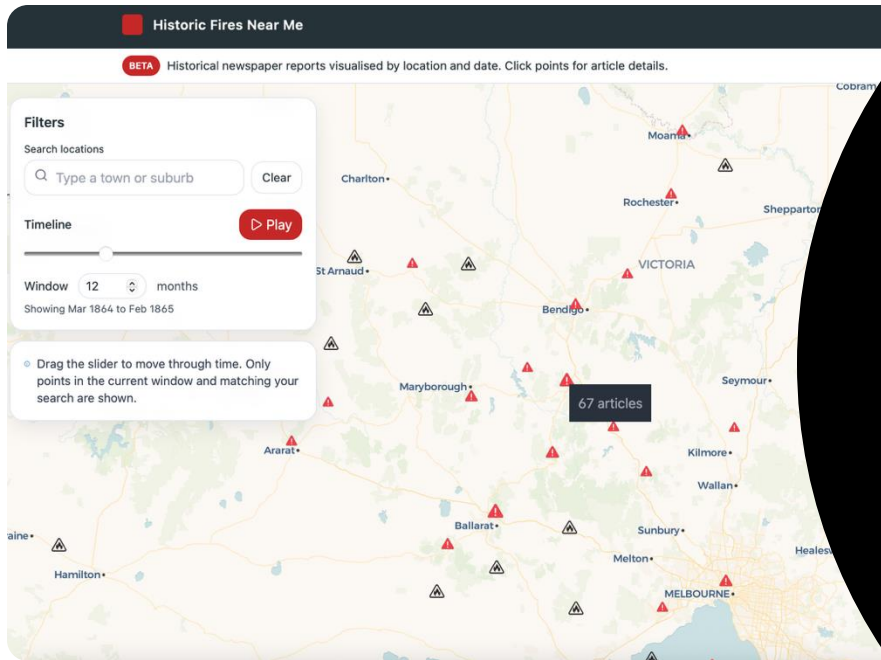 Historic Fires Near Me
BETA Historical newspaper reports visualised by location and date. Click points for article details.
Filters
Search locations
Type a town or suburb
Clear
Timeline
Play
Window 12 months
Showing Mar 1864 to Feb 1865
Drag the slider to move through time. Only
points in the current window and matching your
search are shown.
Cobram
Moama
Charlton
Rochester
Shepparton
VICTORIA
St Arnaud
Bendigo
Maryborough
Seymour
67 articles
Ararat
Kilmore
Wallan
Ballarat
Sunbury
aine
Melton
Heales
Hamilton
MELBOURNE